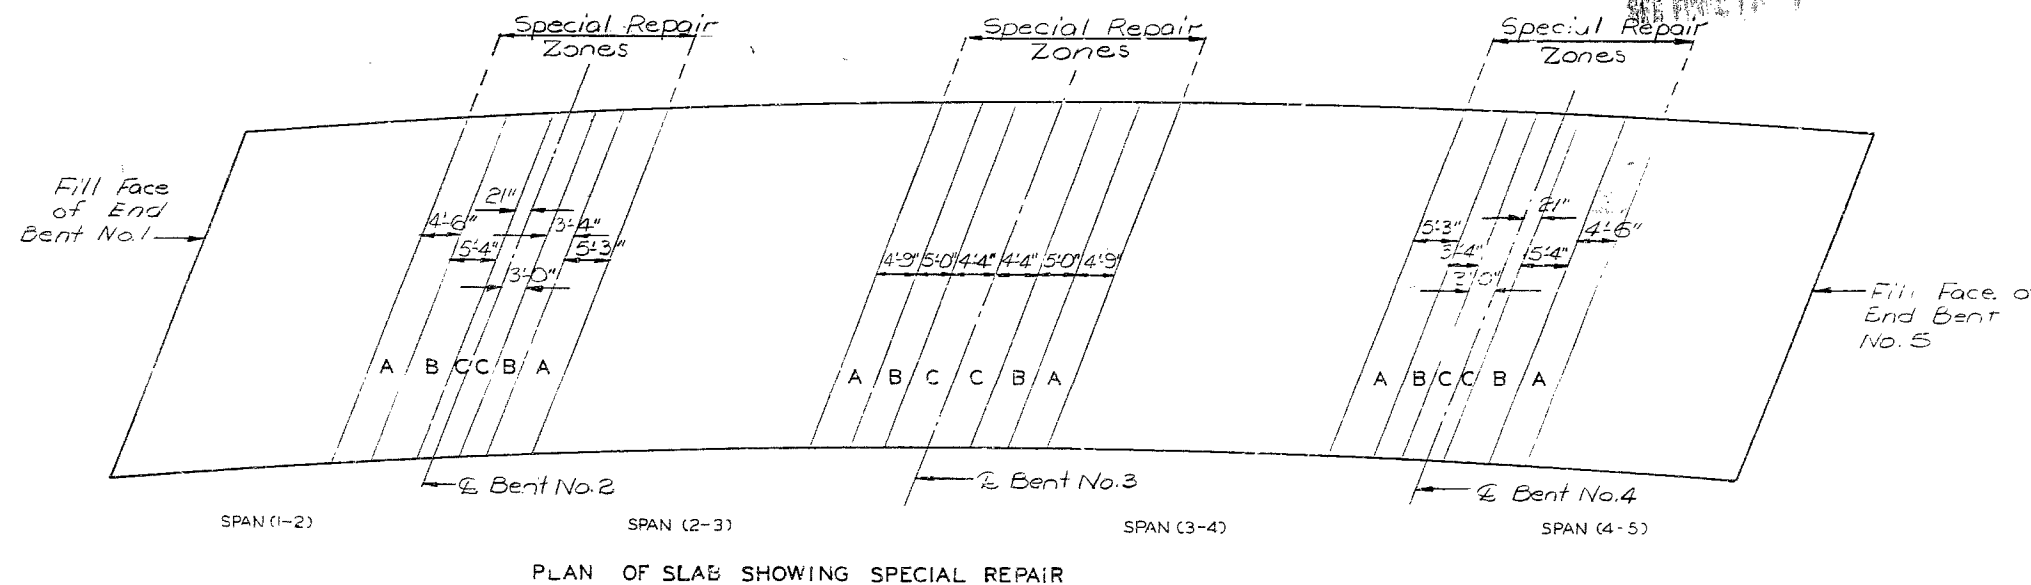 Special Repair
Zones
Special Repair
Zones
Special Repair
Zones
Fill Face
of End
Bent No.1
21"
4'-6"
3'-4"
5'-4"
5'-3"
3'-0"
4'-9" 5'-0" 4'-4" 4'-4" 5'-0" 4'-9"
21"
5'-3"
4'-6"
3'-4"
5'-4"
3'-0"
Face of
End Bent
No. 5
A B C C B A
A B C C B A
A B C C B A
℄ Bent No.2
℄ Bent No.3
℄ Bent No.4
SPAN (1-2)
SPAN (2-3)
SPAN (3-4)
SPAN (4-5)
PLAN OF SLAB SHOWING SPECIAL REPAIR